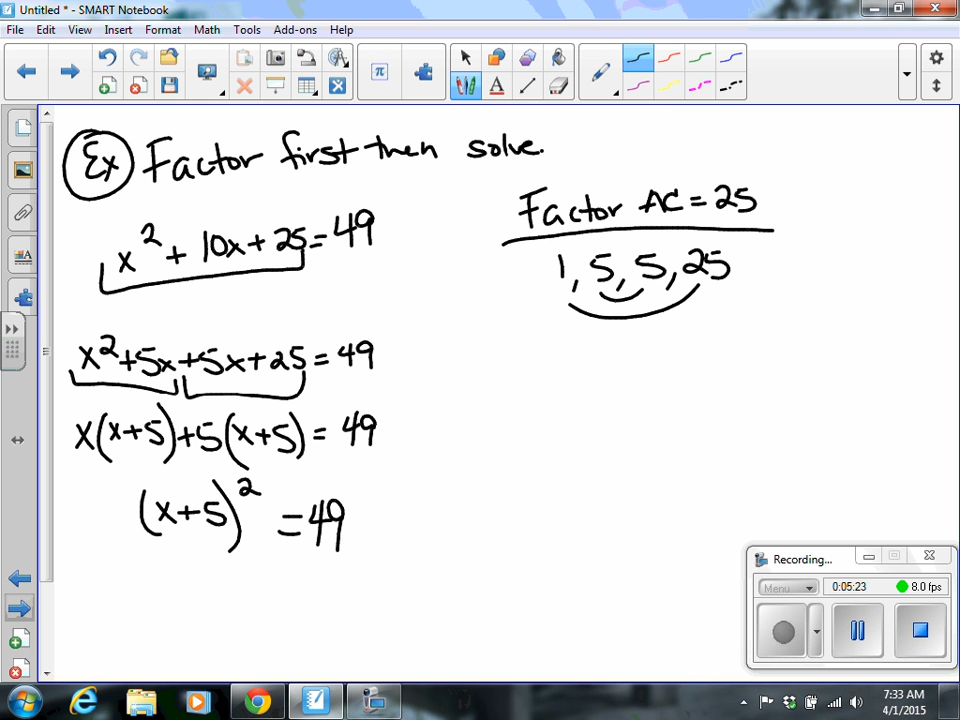 Untitled * - SMART Notebook
File Edit View Insert Format Math Tools Add-ons Help
Ex Factor first then solve.
x² + 10x + 25 = 49
Factor AC = 25
1, 5, 5, 25
x² + 5x + 5x + 25 = 49
x(x+5) + 5(x+5) = 49
(x+5)² = 49
Recording...
Menu 0:05:23 8.0 fps
7:33 AM
4/1/2015